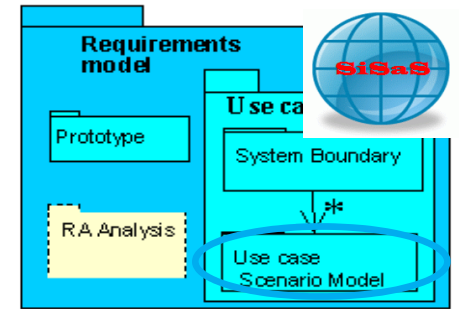 Requirements
model
SiSaS
Use ca
Prototype
System Boundary
*
RA Analysis
Use case
Scenario Model